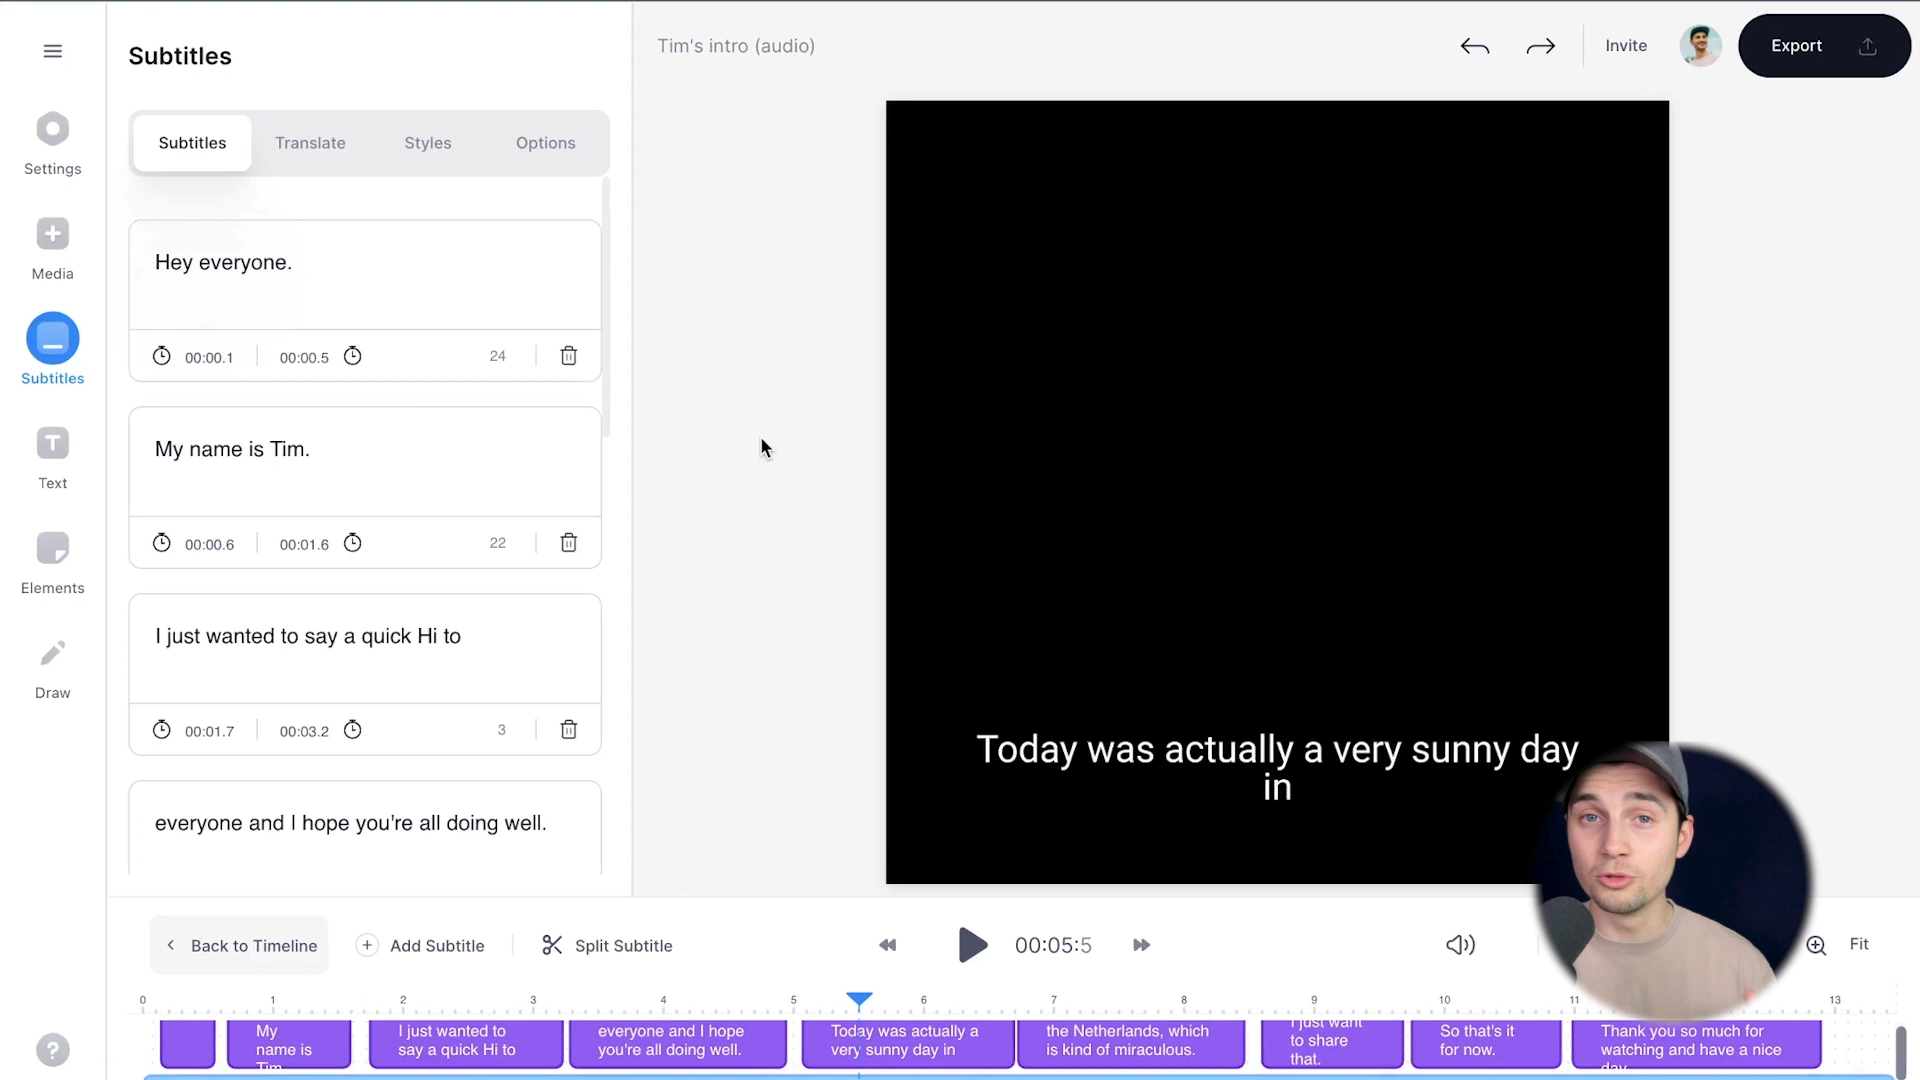 Subtitles
Tim's intro (audio)
Invite
Export
Subtitles
Translate
Styles
Options
Settings
Media
Subtitles
Text
Elements
Draw
Hey everyone.
00:00.1
00:00.5
24
My name is Tim.
00:00.6
00:01.6
22
I just wanted to say a quick Hi to
00:01.7
00:03.2
3
everyone and I hope you're all doing well.
Today was actually a very sunny day
in
Back to Timeline
Add Subtitle
Split Subtitle
00:05:5
Fit
0 1 2 3 4 5 6 7 8 9 10 11 13
My
name is
Tim.
I just wanted to
say a quick Hi to
everyone and I hope
you're all doing well.
Today was actually a
very sunny day in
the Netherlands, which
is kind of miraculous.
I just want
to share
that.
So that's it
for now.
Thank you so much for
watching and have a nice
day.
?